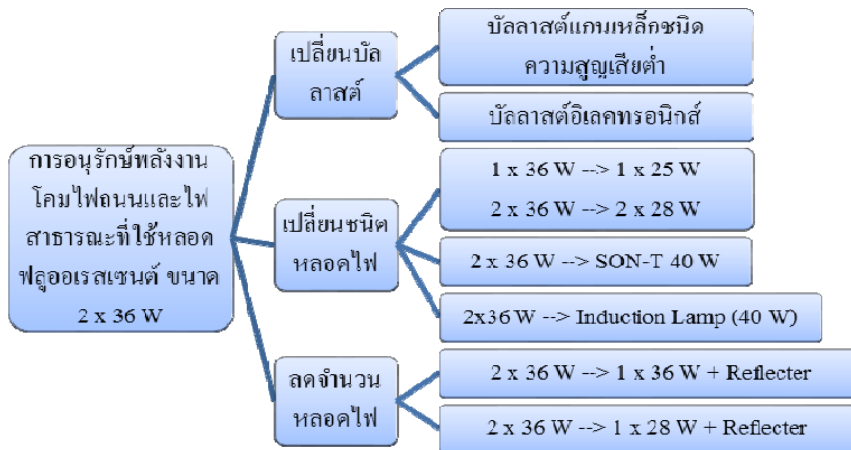 การอนุรักษ์พลังงาน
โคมไฟถนนและไฟ
สาธารณะที่ใช้หลอด
ฟลูออเรสเซนต์ ขนาด
2 x 36 W
เปลี่ยนบัล
ลาสต์
บัลลาสต์แกนเหล็กชนิด
ความสูญเสียต่ำ
บัลลาสต์อิเลคทรอนิกส์
เปลี่ยนชนิด
หลอดไฟ
1 x 36 W --> 1 x 25 W
2 x 36 W --> 2 x 28 W
2 x 36 W --> SON-T 40 W
2x36 W --> Induction Lamp (40 W)
ลดจำนวน
หลอดไฟ
2 x 36 W --> 1 x 36 W + Reflecter
2 x 36 W --> 1 x 28 W + Reflecter